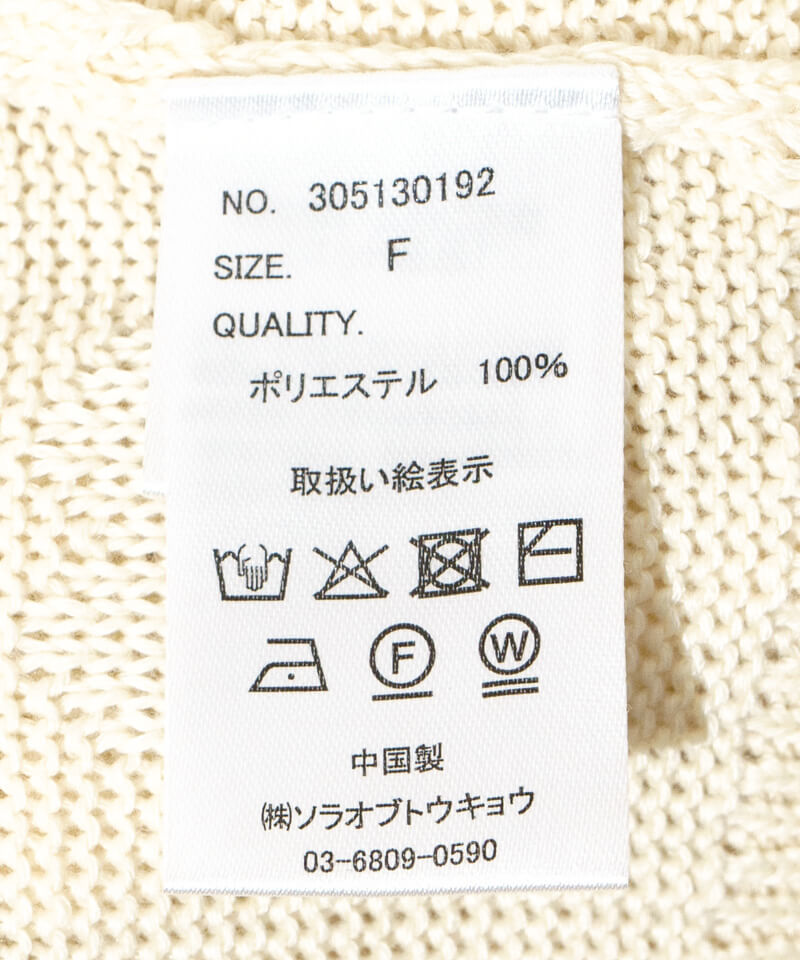 NO. 305130192
SIZE. F
QUALITY.
ポリエステル 100%
取扱い絵表示
F W
中国製
㈱ソラオブトウキョウ
03-6809-0590